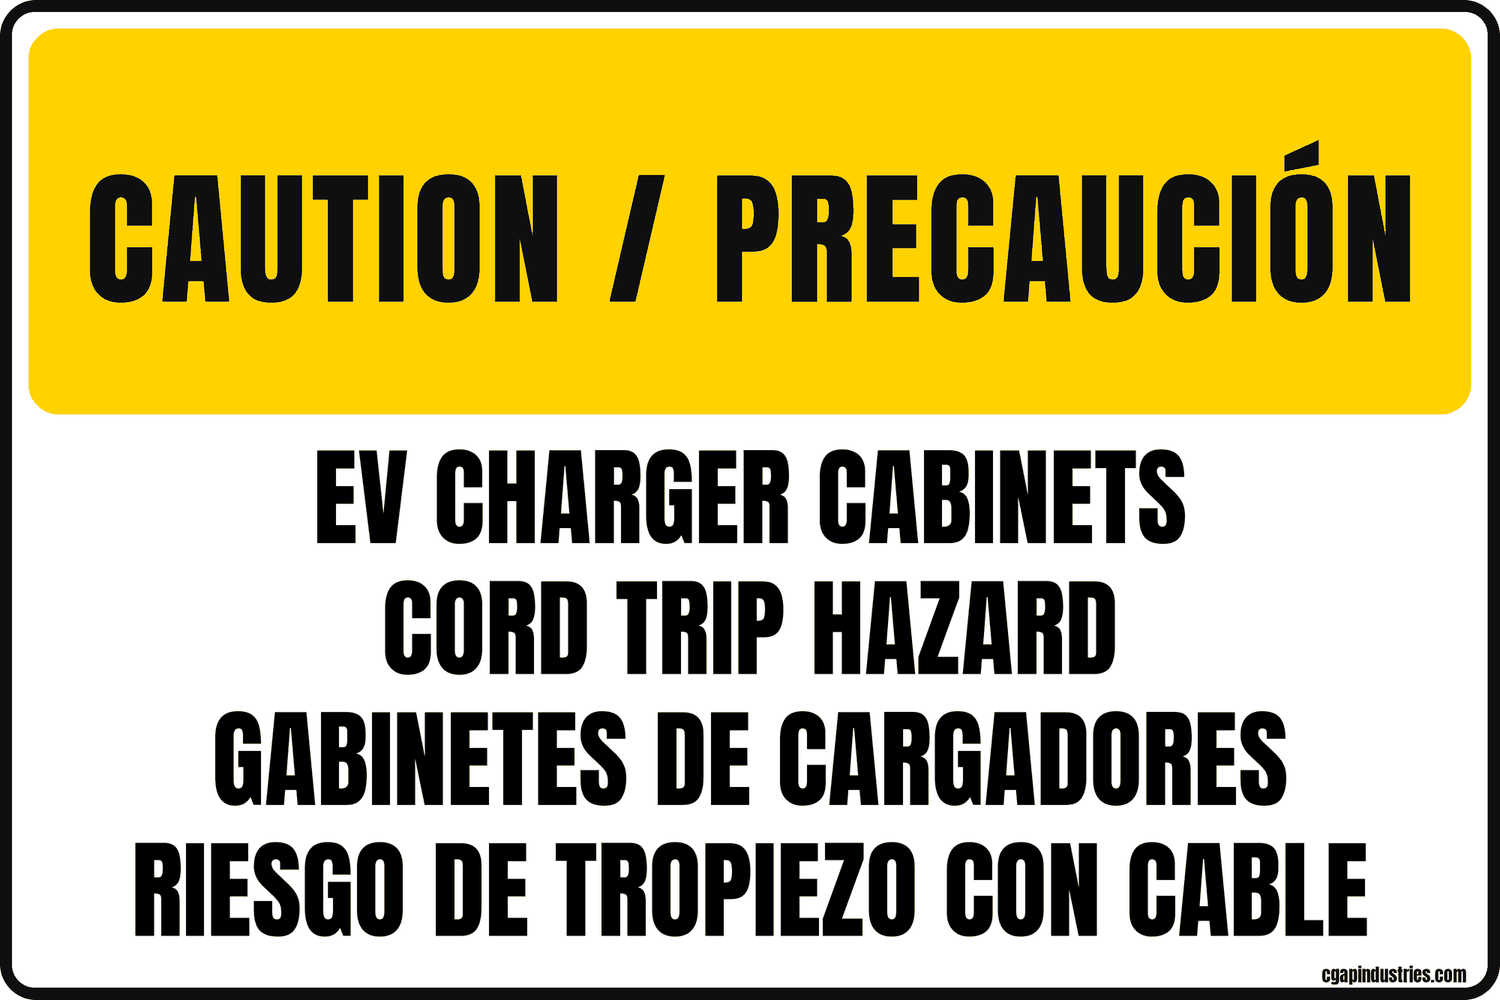 CAUTION / PRECAUCIÓN
EV CHARGER CABINETS
CORD TRIP HAZARD
GABINETES DE CARGADORES
RIESGO DE TROPIEZO CON CABLE
cgapindustries.com